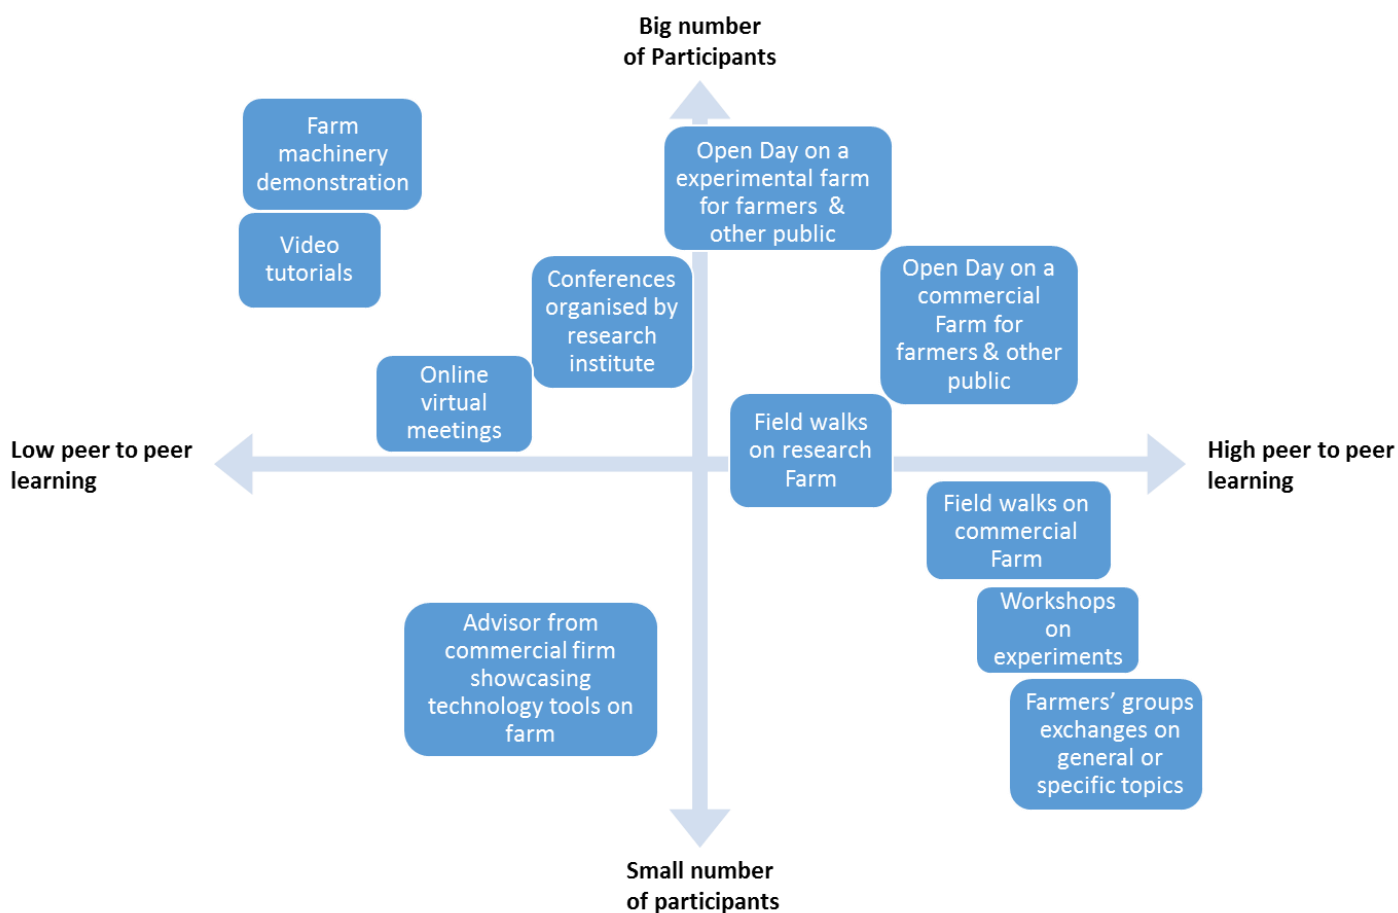 Big number
of Participants
Farm
machinery
demonstration
Open Day on a
experimental farm
for farmers  &
other public
Video
tutorials
Conferences
organised by
research
institute
Open Day on a
commercial
Farm for
farmers & other
public
Online
virtual
meetings
Field walks
on research
Farm
Low peer to peer
learning
High peer to peer
learning
Field walks on
commercial
Farm
Workshops
on
experiments
Advisor from
commercial firm
showcasing
technology tools on
farm
Farmers’ groups
exchanges on
general or
specific topics
Small number
of participants